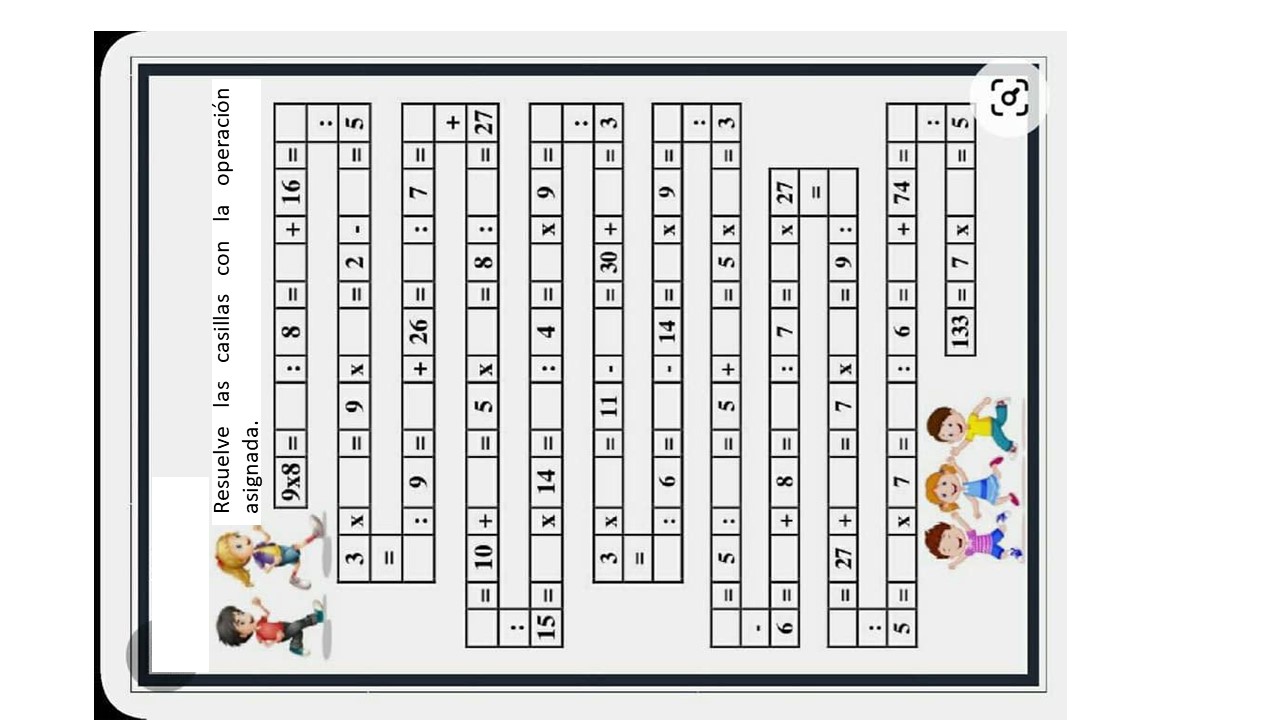 Resuelve las casillas con la operación
asignada.
9x8 = : 8 = + 16 =
:
3 x = 9 x = 2 - = 5
=
: 9 = + 26 = : 7 =
+
= 10 + = 5 x = 8 : = 27
:
15 = x 14 = : 4 = x 9 =
:
3 x = 11 - = 30 + = 3
=
: 6 = - 14 = x 9 =
:
= 5 : = 5 + = 5 x = 3
-
6 = + 8 = : 7 = x 27
=
= 27 + = 7 x = 9 :
:
5 = x 7 = : 6 = + 74 =
:
133 = 7 x = 5